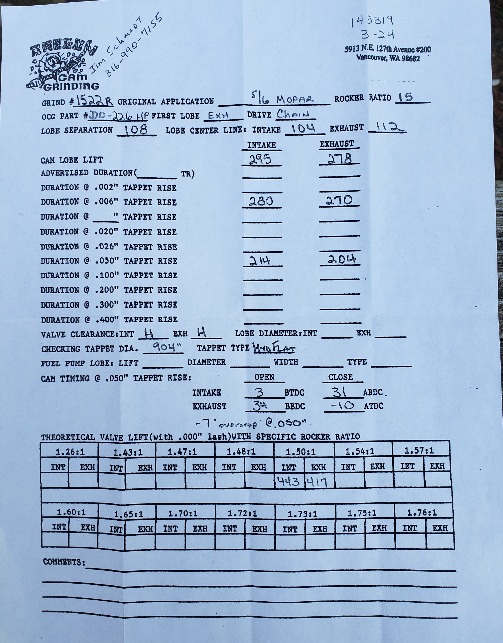 143319
3-24
Jim Schmidt
316-990-7155
OREGON
CAM
GRINDING
5913 N.E. 127th Avenue #200
Vancouver, WA 98682
GRIND # 1522R ORIGINAL APPLICATION S/6 MOPAR ROCKER RATIO 1.5
OCG PART # DD-226HP FIRST LOBE EXH DRIVE Chain
LOBE SEPARATION 108 LOBE CENTER LINE: INTAKE 104 EXHAUST 112
INTAKE EXHAUST
CAM LOBE LIFT 295 278
ADVERTISED DURATION( TR)
DURATION @ .002" TAPPET RISE
DURATION @ .006" TAPPET RISE 280 270
DURATION @ " TAPPET RISE
DURATION @ .020" TAPPET RISE
DURATION @ .026" TAPPET RISE
DURATION @ .050" TAPPET RISE 214 204
DURATION @ .100" TAPPET RISE
DURATION @ .200" TAPPET RISE
DURATION @ .300" TAPPET RISE
DURATION @ .400" TAPPET RISE
VALVE CLEARANCE:INT H EXH H LOBE DIAMETER:INT EXH
CHECKING TAPPET DIA. 904" TAPPET TYPE Hyd Flat
FUEL PUMP LOBE: LIFT DIAMETER WIDTH TYPE
CAM TIMING @ .050" TAPPET RISE: OPEN CLOSE
INTAKE 3 BTDC 31 ABDC.
EXHAUST 34 BBDC -10 ATDC
-7° overlap @.050"
THEORETICAL VALVE LIFT(with .000" lash)WITH SPECIFIC ROCKER RATIO
1.26:1 1.43:1 1.47:1 1.48:1 1.50:1 1.54:1 1.57:1
INT EXH INT EXH INT EXH INT EXH INT EXH INT EXH INT EXH
443 417
1.60:1 1.65:1 1.70:1 1.72:1 1.73:1 1.75:1 1.76:1
INT EXH INT EXH INT EXH INT EXH INT EXH INT EXH INT EXH
COMMENTS: